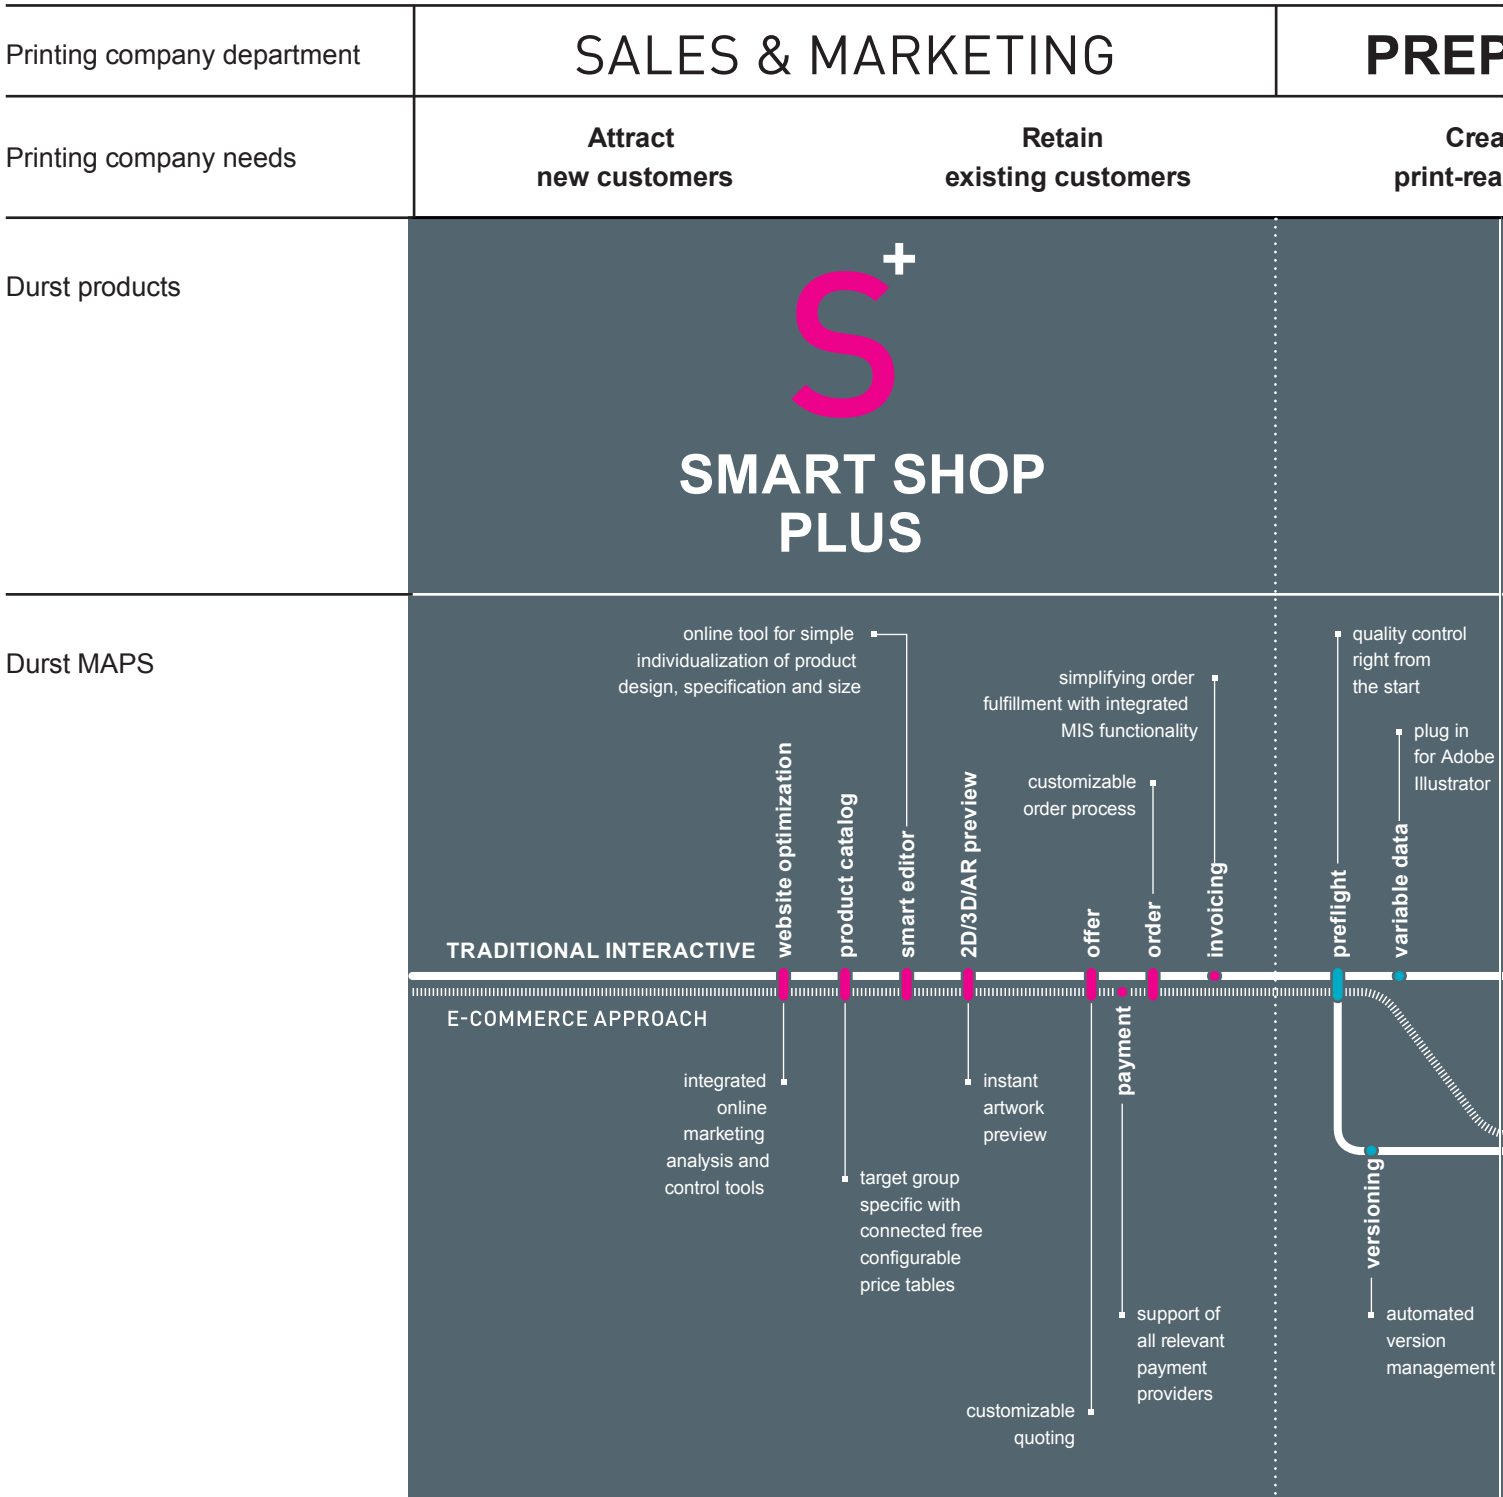 Printing company department
SALES & MARKETING
PREP
Printing company needs
Attract
new customers
Retain
existing customers
Crea
print-rea
Durst products
S+
SMART SHOP
PLUS
Durst MAPS
online tool for simple
individualization of product
design, specification and size
simplifying order
fulfillment with integrated
MIS functionality
customizable
order process
quality control
right from
the start
plug in
for Adobe
Illustrator
website optimization
product catalog
smart editor
2D/3D/AR preview
offer
order
invoicing
preflight
variable data
TRADITIONAL INTERACTIVE
E-COMMERCE APPROACH
payment
versioning
integrated
online
marketing
analysis and
control tools
target group
specific with
connected free
configurable
price tables
instant
artwork
preview
support of
all relevant
payment
providers
customizable
quoting
automated
version
management